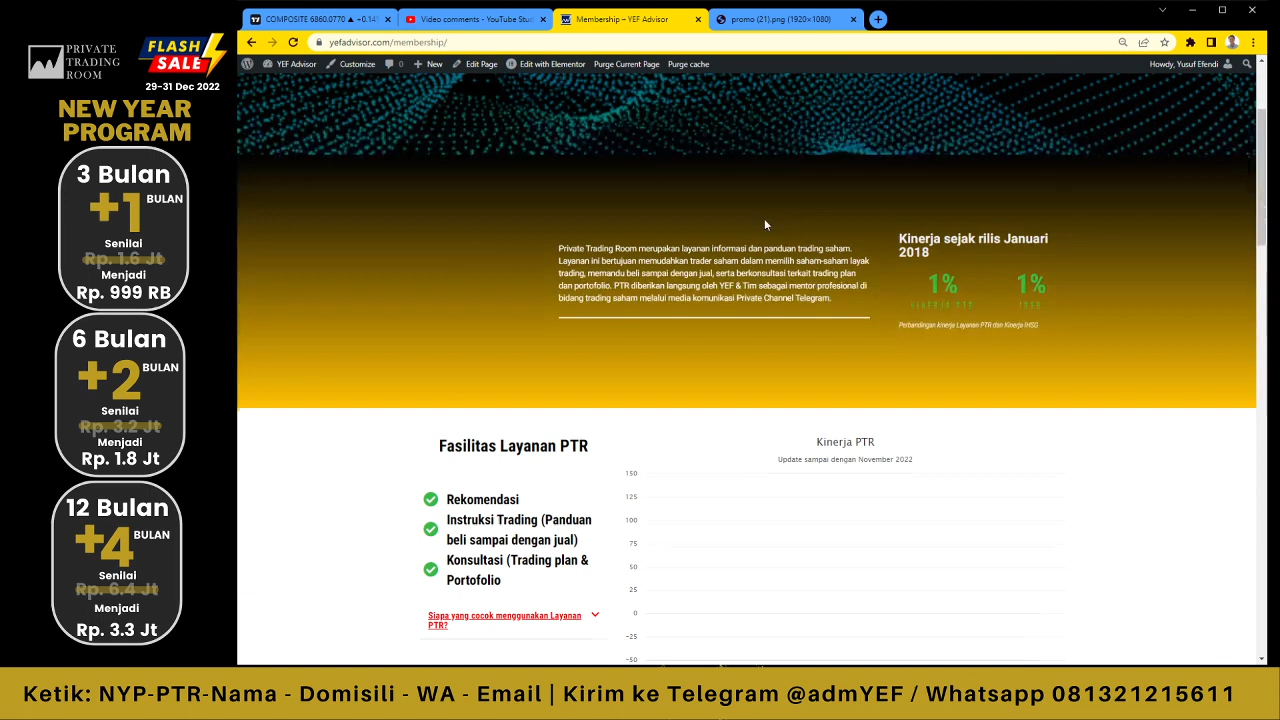 PRIVATE
TRADING
ROOM
FLASH
SALE
29-31 Dec 2022
NEW YEAR
PROGRAM
3 Bulan
+1 BULAN
Senilai
Rp. 1.6 Jt
Menjadi
Rp. 999 RB
6 Bulan
+2 BULAN
Senilai
Rp. 3.2 Jt
Menjadi
Rp. 1.8 Jt
12 Bulan
+4 BULAN
Senilai
Rp. 6.4 Jt
Menjadi
Rp. 3.3 Jt
COMPOSITE 6860.0770 ▲ +0.14
Video comments - YouTube Stud
Membership – YEF Advisor
promo (21).png (1920×1080)
yefadvisor.com/membership/
YEF Advisor
Customize
0
New
Edit Page
Edit with Elementor
Purge Current Page
Purge cache
Howdy, Yusuf Efendi
Private Trading Room merupakan layanan informasi dan panduan trading saham.
Layanan ini bertujuan memudahkan trader saham dalam memilih saham-saham layak
trading, memandu beli sampai dengan jual, serta berkonsultasi terkait trading plan
dan portofolio. PTR diberikan langsung oleh YEF & Tim sebagai mentor profesional di
bidang trading saham melalui media komunikasi Private Channel Telegram.
Kinerja sejak rilis Januari
2018
1% 1%
Perbandingan kinerja Layanan PTR dan Kinerja IHSG
Fasilitas Layanan PTR
Rekomendasi
Instruksi Trading (Panduan
beli sampai dengan jual)
Konsultasi (Trading plan &
Portofolio
Siapa yang cocok menggunakan Layanan
PTR?
Kinerja PTR
Update sampai dengan November 2022
150
125
100
75
50
25
0
−25
−50
Ketik: NYP-PTR-Nama - Domisili - WA - Email | Kirim ke Telegram @admYEF / Whatsapp 081321215611